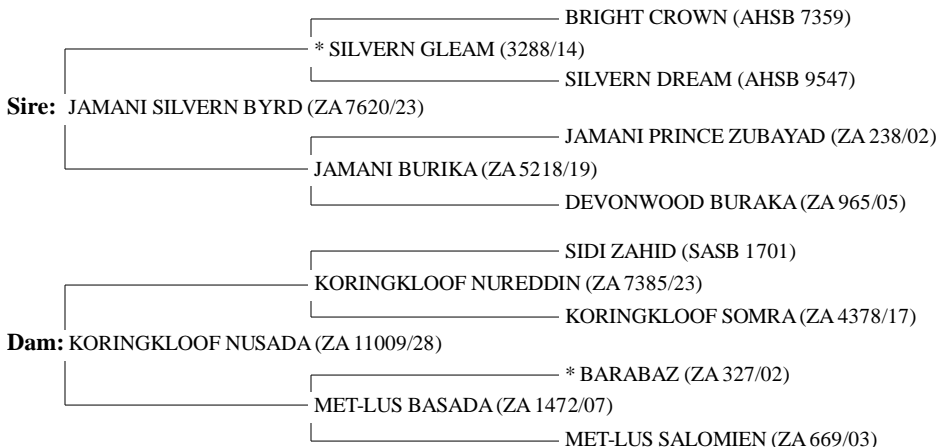 BRIGHT CROWN (AHSB 7359)
* SILVERN GLEAM (3288/14)
SILVERN DREAM (AHSB 9547)
Sire: JAMANI SILVERN BYRD (ZA 7620/23)
JAMANI PRINCE ZUBAYAD (ZA 238/02)
JAMANI BURIKA (ZA 5218/19)
DEVONWOOD BURAKA (ZA 965/05)
SIDI ZAHID (SASB 1701)
KORINGKLOOF NUREDDIN (ZA 7385/23)
KORINGKLOOF SOMRA (ZA 4378/17)
Dam: KORINGKLOOF NUSADA (ZA 11009/28)
* BARABAZ (ZA 327/02)
MET-LUS BASADA (ZA 1472/07)
MET-LUS SALOMIEN (ZA 669/03)